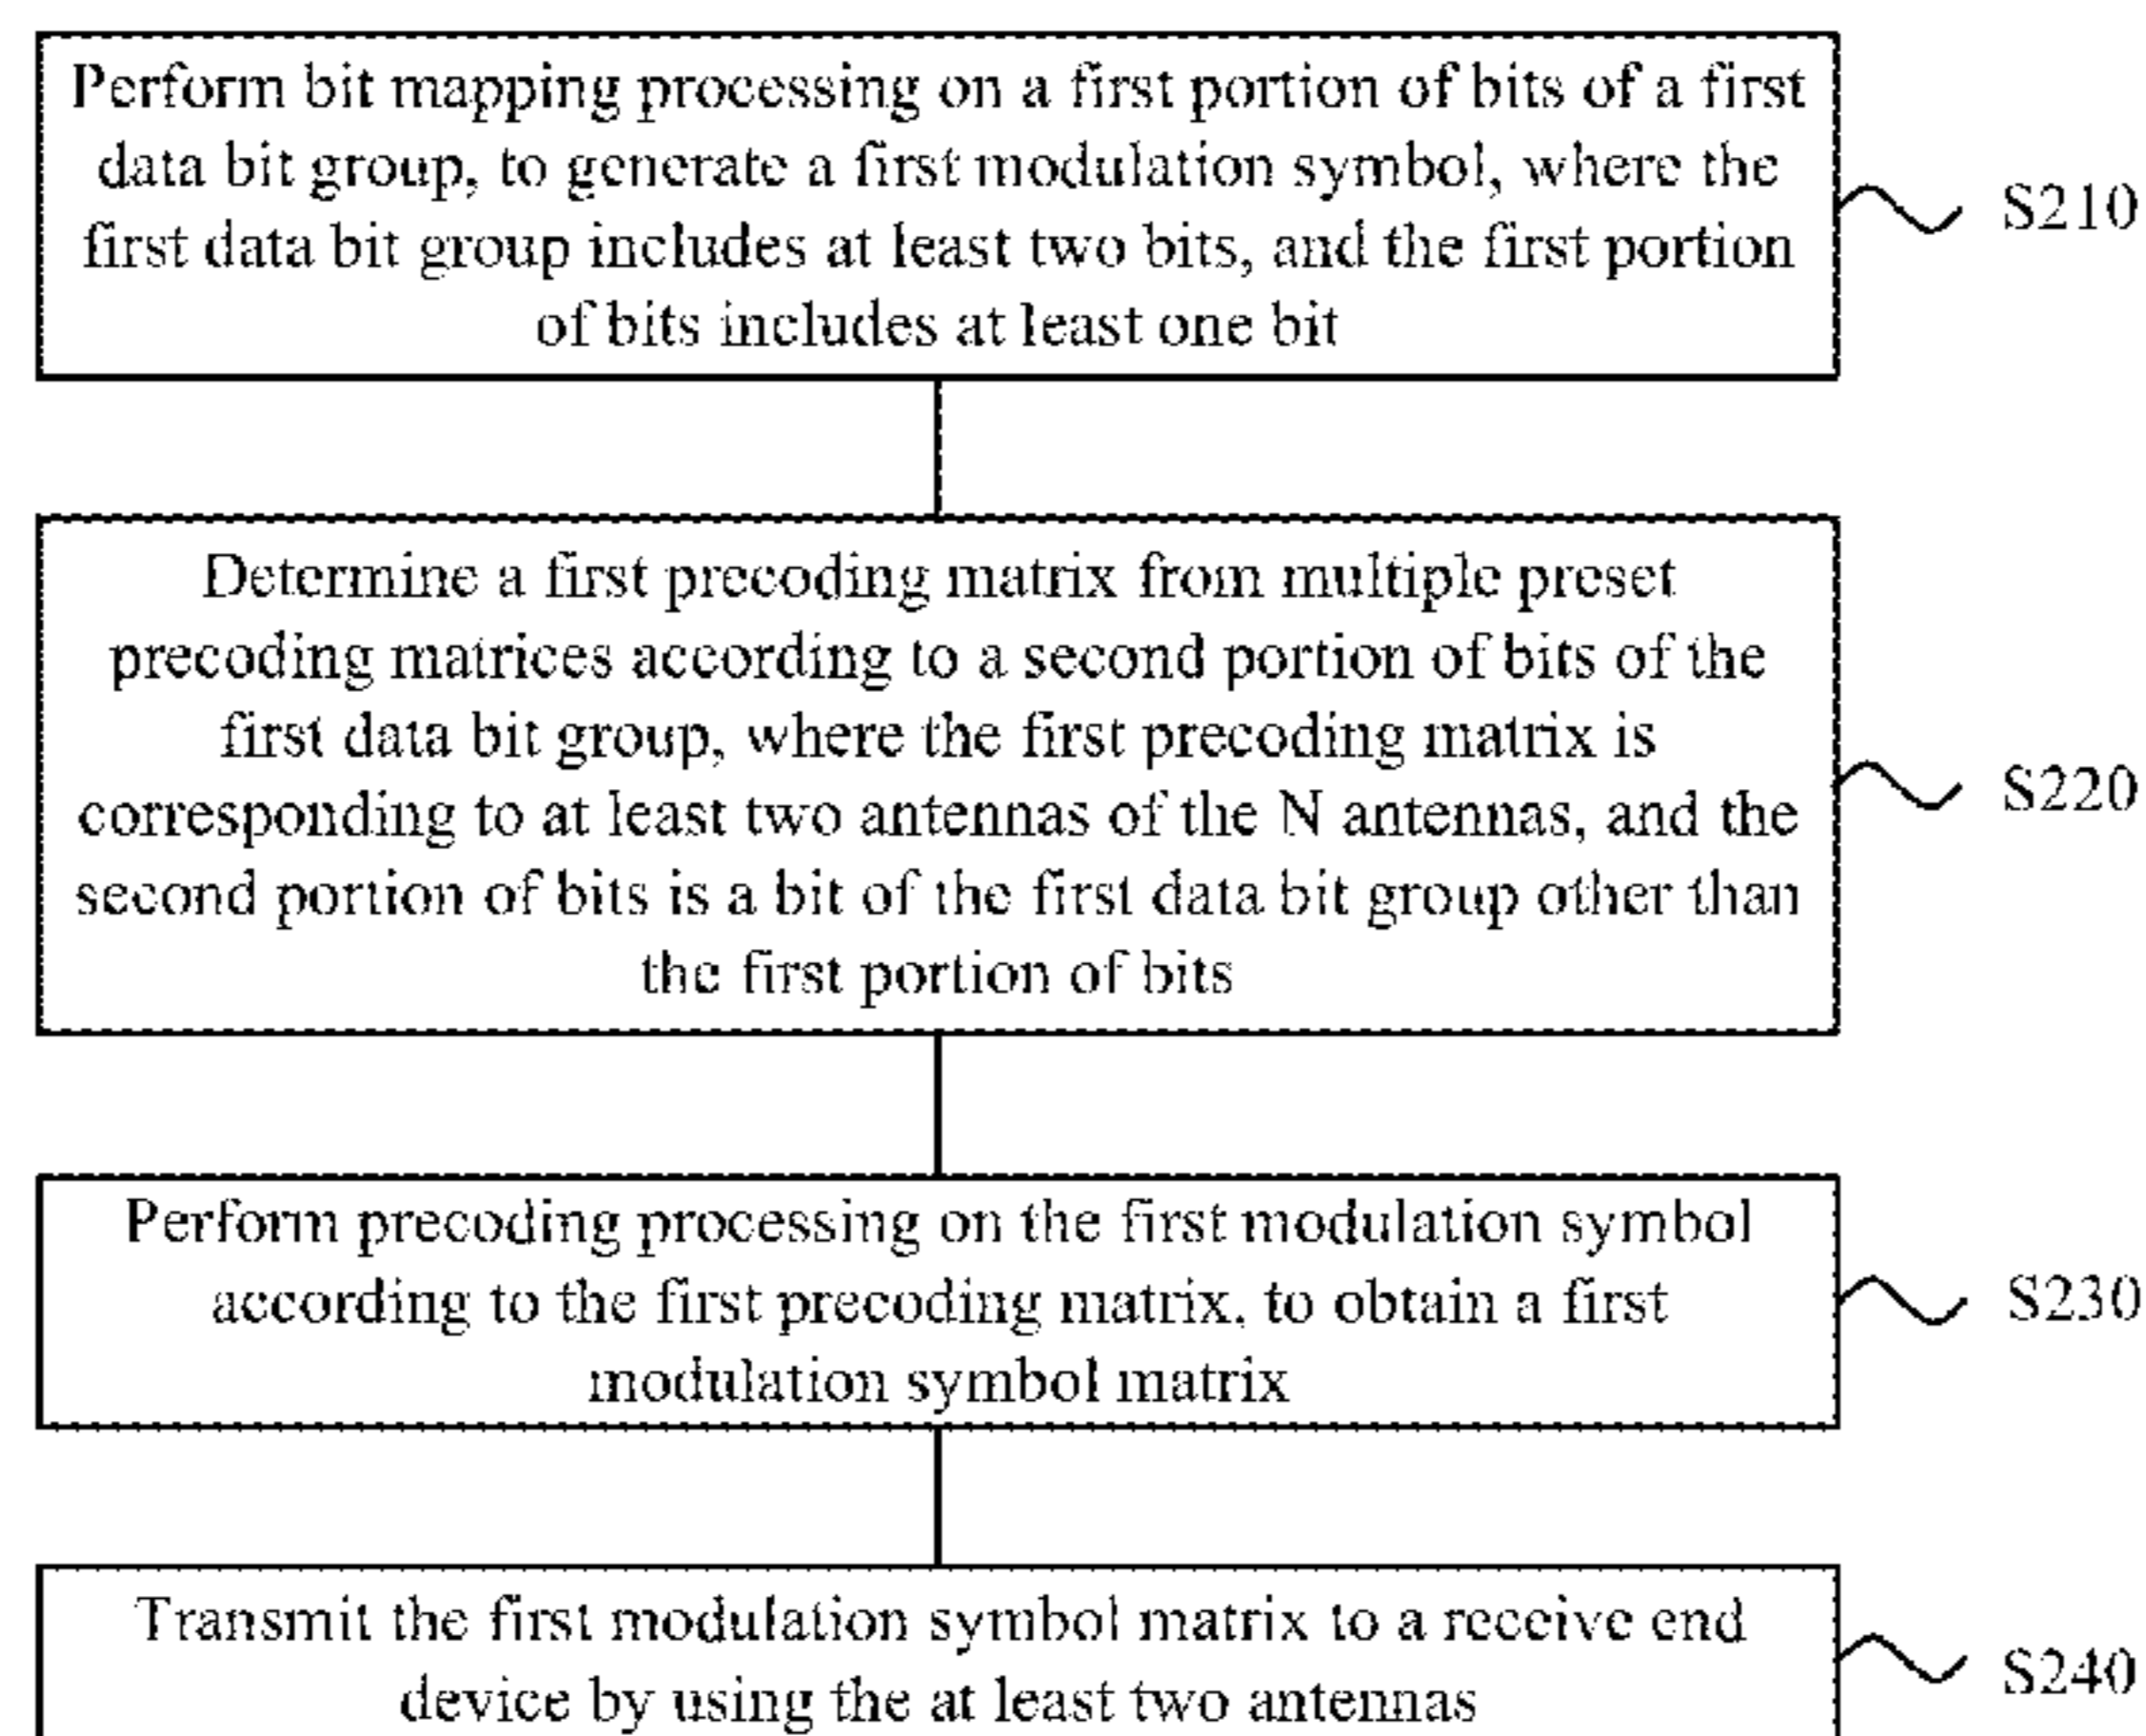 Perform bit mapping processing on a first portion of bits of a first
data bit group, to generate a first modulation symbol, where the
first data bit group includes at least two bits, and the first portion
of bits includes at least one bit
S210
Determine a first precoding matrix from multiple preset
precoding matrices according to a second portion of bits of the
first data bit group, where the first precoding matrix is
corresponding to at least two antennas of the N antennas, and the
second portion of bits is a bit of the first data bit group other than
the first portion of bits
S220
Perform precoding processing on the first modulation symbol
according to the first precoding matrix, to obtain a first
modulation symbol matrix
S230
Transmit the first modulation symbol matrix to a receive end
device by using the at least two antennas
S240